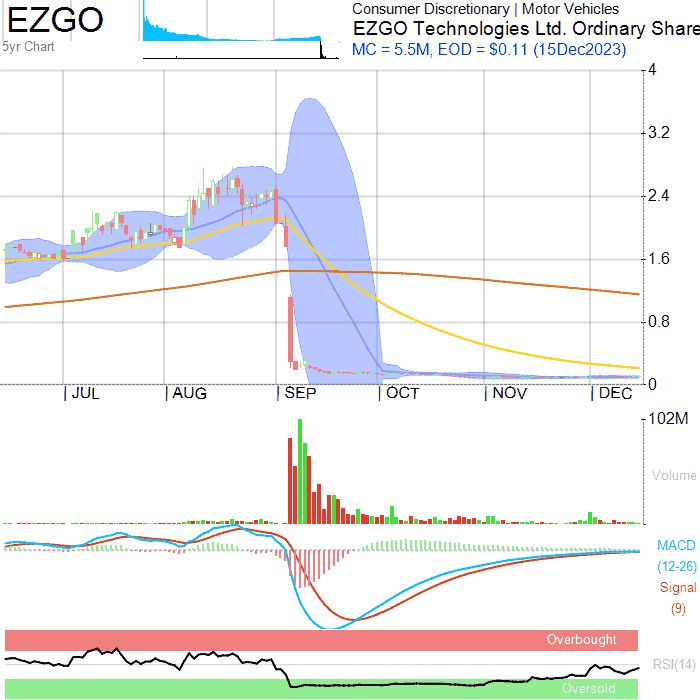 EZGO
5yr Chart
Consumer Discretionary | Motor Vehicles
EZGO Technologies Ltd. Ordinary Share
MC = 5.5M, EOD = $0.11 (15Dec2023)
4
3.2
2.4
1.6
0.8
0
JUL AUG SEP OCT NOV DEC
102M
Volume
MACD
(12-26)
Signal
(9)
Overbought
RSI(14)
Oversold